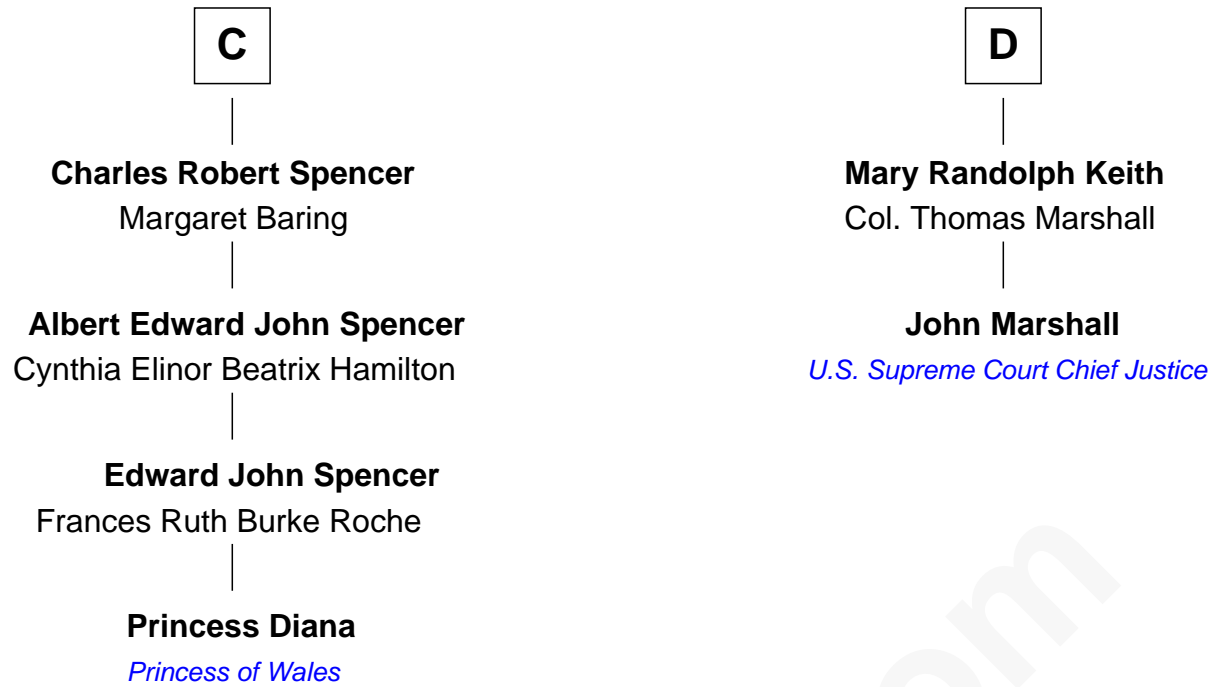 C
Charles Robert Spencer
Margaret Baring
Albert Edward John Spencer
Cynthia Elinor Beatrix Hamilton
Edward John Spencer
Frances Ruth Burke Roche
Princess Diana
Princess of Wales
D
Mary Randolph Keith
Col. Thomas Marshall
John Marshall
U.S. Supreme Court Chief Justice
om